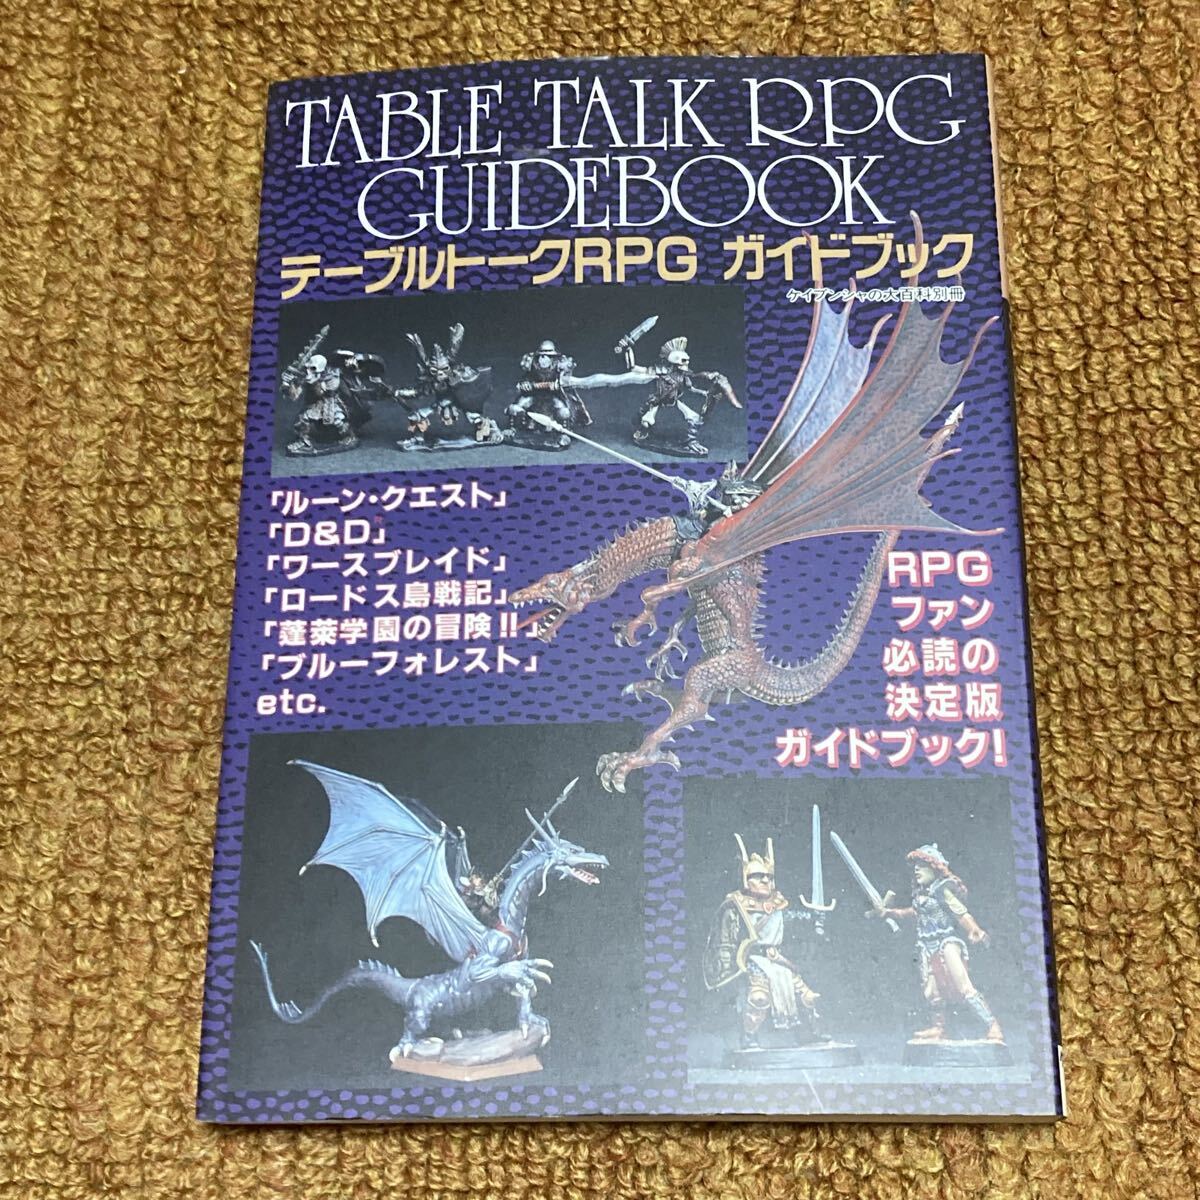 TABLE TALK RPG
GUIDEBOOK
テーブルトークRPG ガイドブック
ケイブンシャの大百科別冊
「ルーン・クエスト」
「D&D」
「ワースブレイド」
「ロードス島戦記」
「蓬萊学園の冒険!!」
「ブルーフォレスト」
etc.
RPG
ファン
必読の
決定版
ガイドブック!